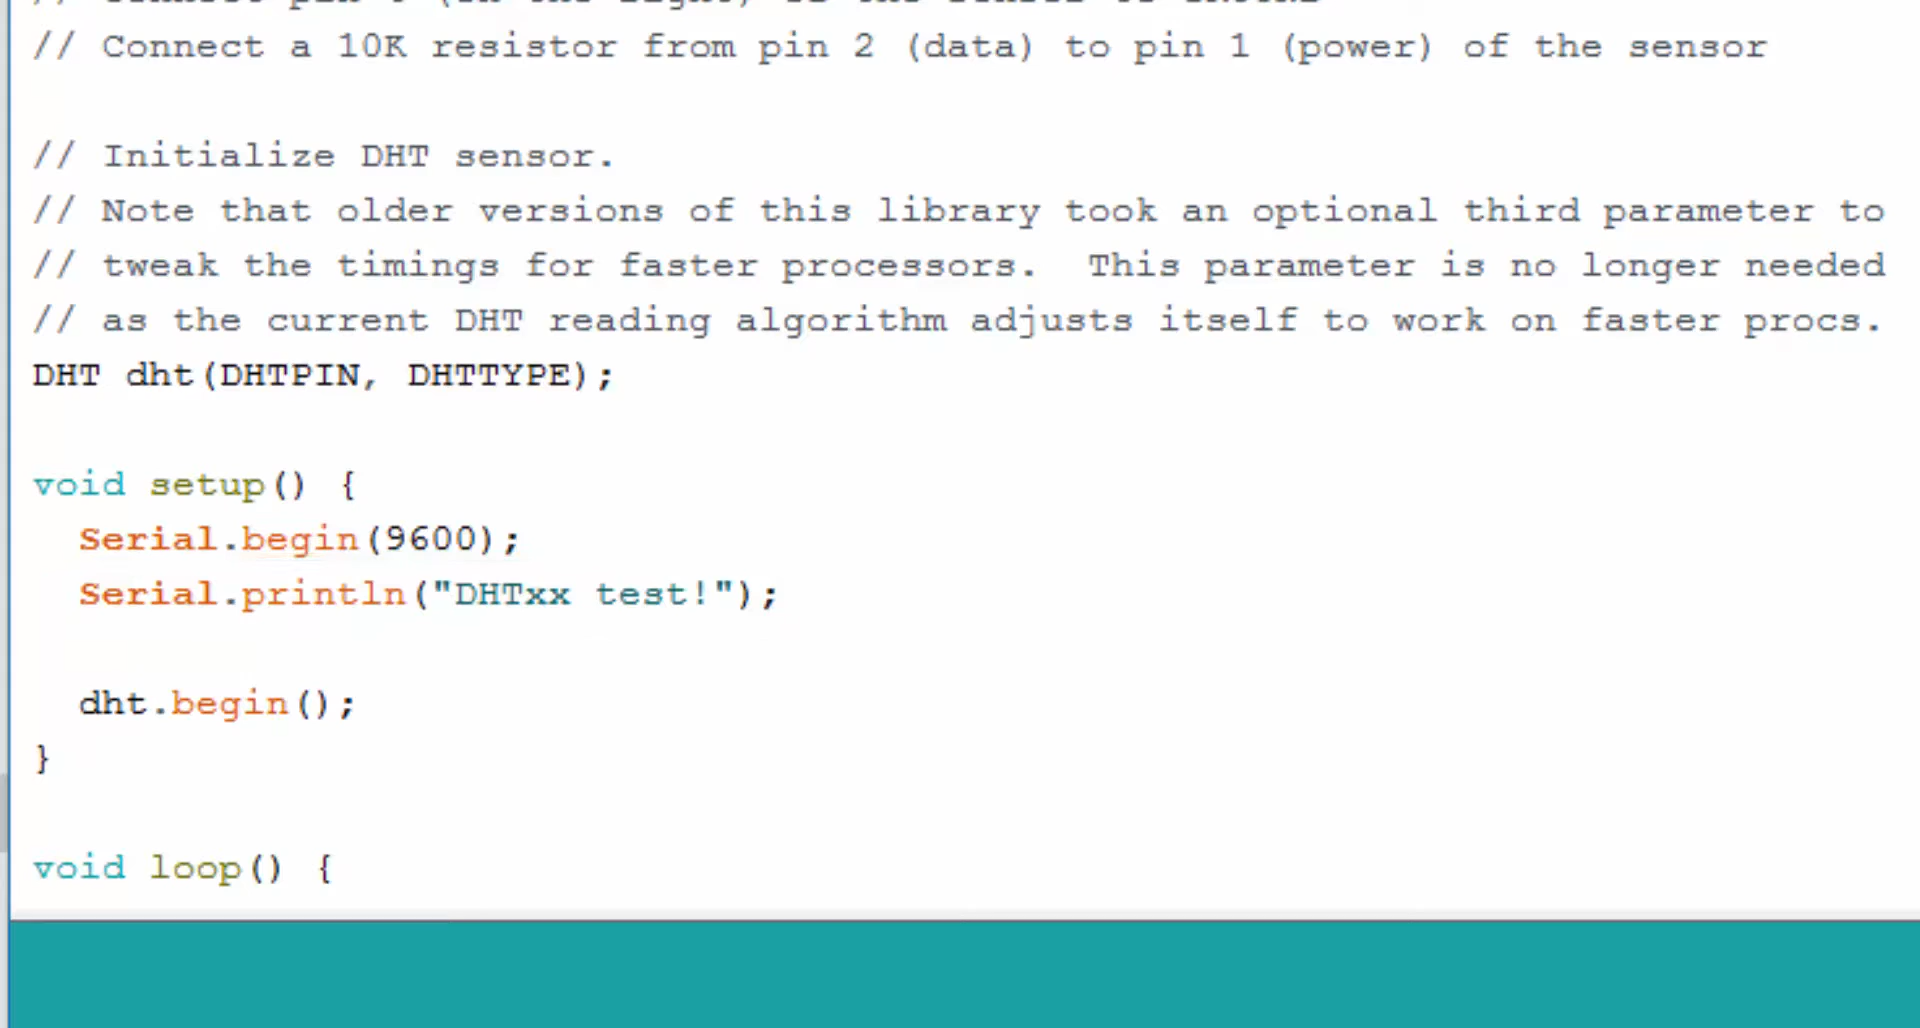 // Connect a 10K resistor from pin 2 (data) to pin 1 (power) of the sensor
// Initialize DHT sensor.
// Note that older versions of this library took an optional third parameter to
// tweak the timings for faster processors.  This parameter is no longer needed
// as the current DHT reading algorithm adjusts itself to work on faster procs.
DHT dht(DHTPIN, DHTTYPE);
void setup() {
  Serial.begin(9600);
  Serial.println("DHTxx test!");
  dht.begin();
}
void loop() {